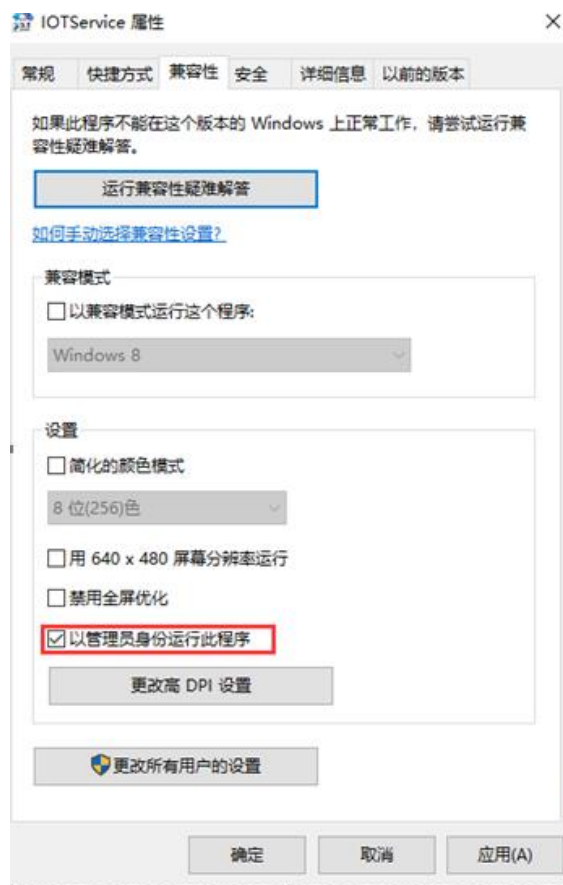 IOTService 属性
常规 快捷方式 兼容性 安全 详细信息 以前的版本
如果此程序不能在这个版本的 Windows 上正常工作，请尝试运行兼
容性疑难解答。
运行兼容性疑难解答
如何手动选择兼容性设置?
兼容模式
以兼容模式运行这个程序:
Windows 8
设置
简化的颜色模式
8 位(256)色
用 640 x 480 屏幕分辨率运行
禁用全屏优化
以管理员身份运行此程序
更改高 DPI 设置
更改所有用户的设置
确定 取消 应用(A)